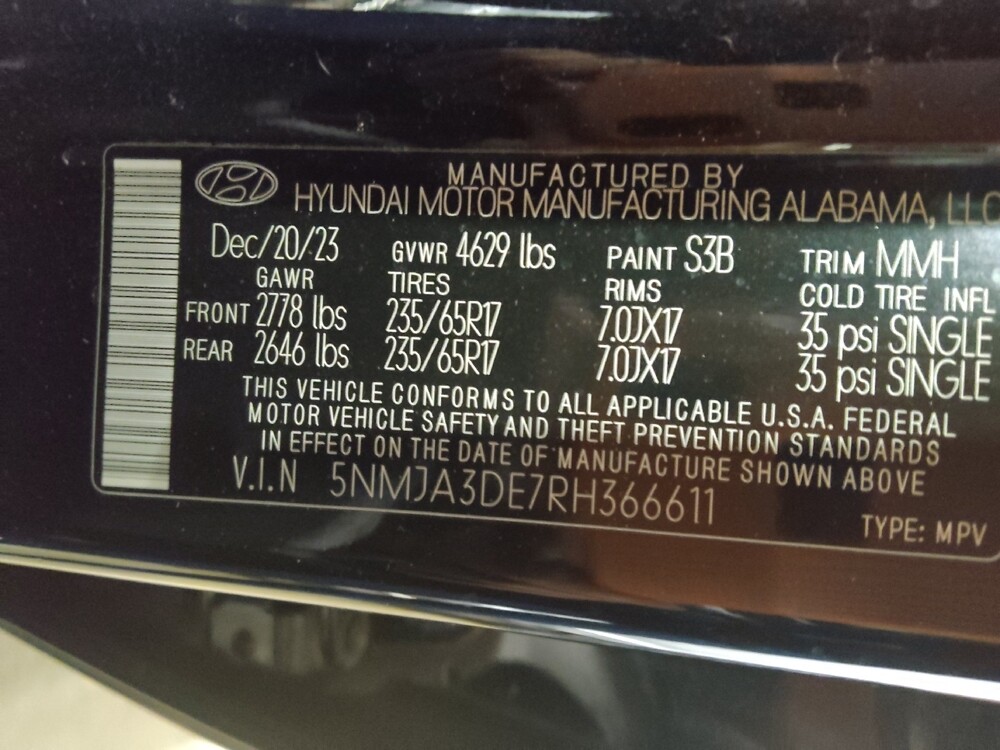 MANUFACTURED BY
HYUNDAI MOTOR MANUFACTURING ALABAMA, LLC
Dec/20/23 GVWR 4629 lbs PAINT S3B TRIM MMH
GAWR TIRES RIMS COLD TIRE INFL
FRONT 2778 lbs 235/65R17 7.0JX17 35 psi SINGLE
REAR 2646 lbs 235/65R17 7.0JX17 35 psi SINGLE
THIS VEHICLE CONFORMS TO ALL APPLICABLE U.S.A. FEDERAL
MOTOR VEHICLE SAFETY AND THEFT PREVENTION STANDARDS
IN EFFECT ON THE DATE OF MANUFACTURE SHOWN ABOVE
V.I.N 5NMJA3DE7RH366611
TYPE: MPV